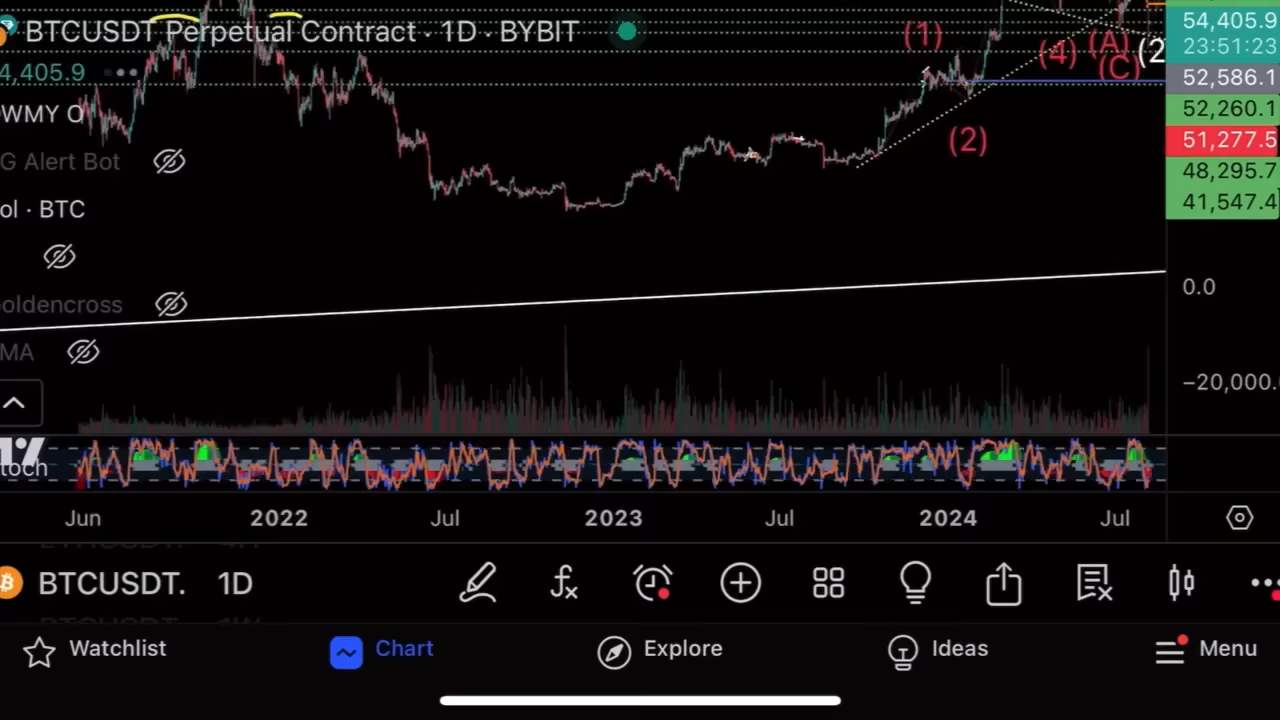 BTCUSDT Perpetual Contract · 1D · BYBIT
4,405.9
WMY O
G Alert Bot
ol · BTC
oldencross
MA
toch
(1)
(2)
(4)
(A)
(C)
(2
54,405.9
23:51:23
52,586.1
52,260.1
51,277.5
48,295.7
41,547.4
0.0
−20,000.
Jun 2022 Jul 2023 Jul 2024 Jul
BTCUSDT. 1D
Watchlist Chart Explore Ideas Menu